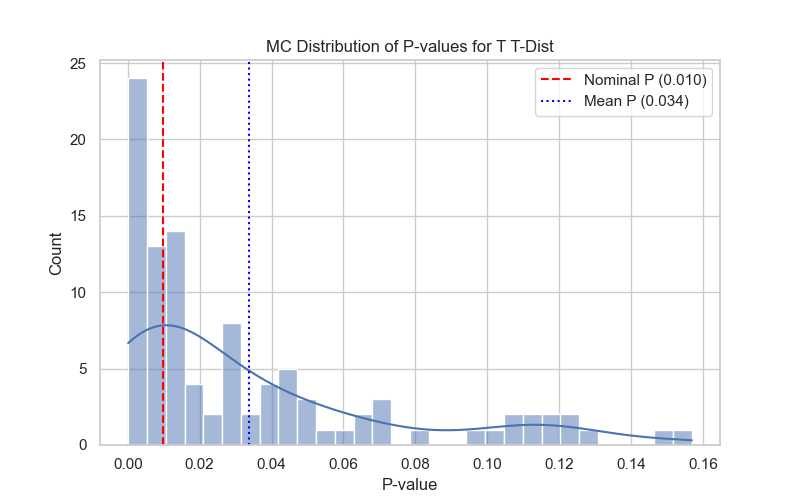 MC Distribution of P-values for T T-Dist
25
20
15
10
5
0
Count
Nominal P (0.010)
Mean P (0.034)
0.00 0.02 0.04 0.06 0.08 0.10 0.12 0.14 0.16
P-value